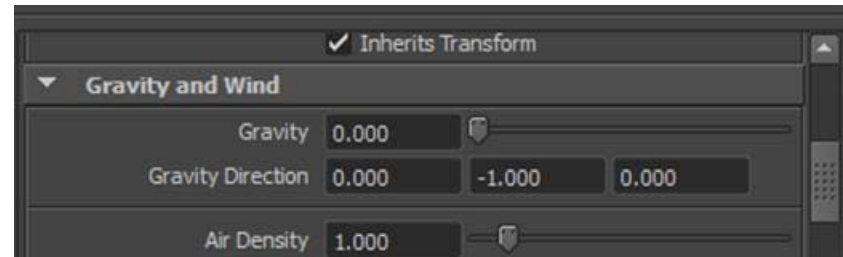 Inherits Transform
Gravity and Wind
Gravity 0.000
Gravity Direction 0.000 -1.000 0.000
Air Density 1.000